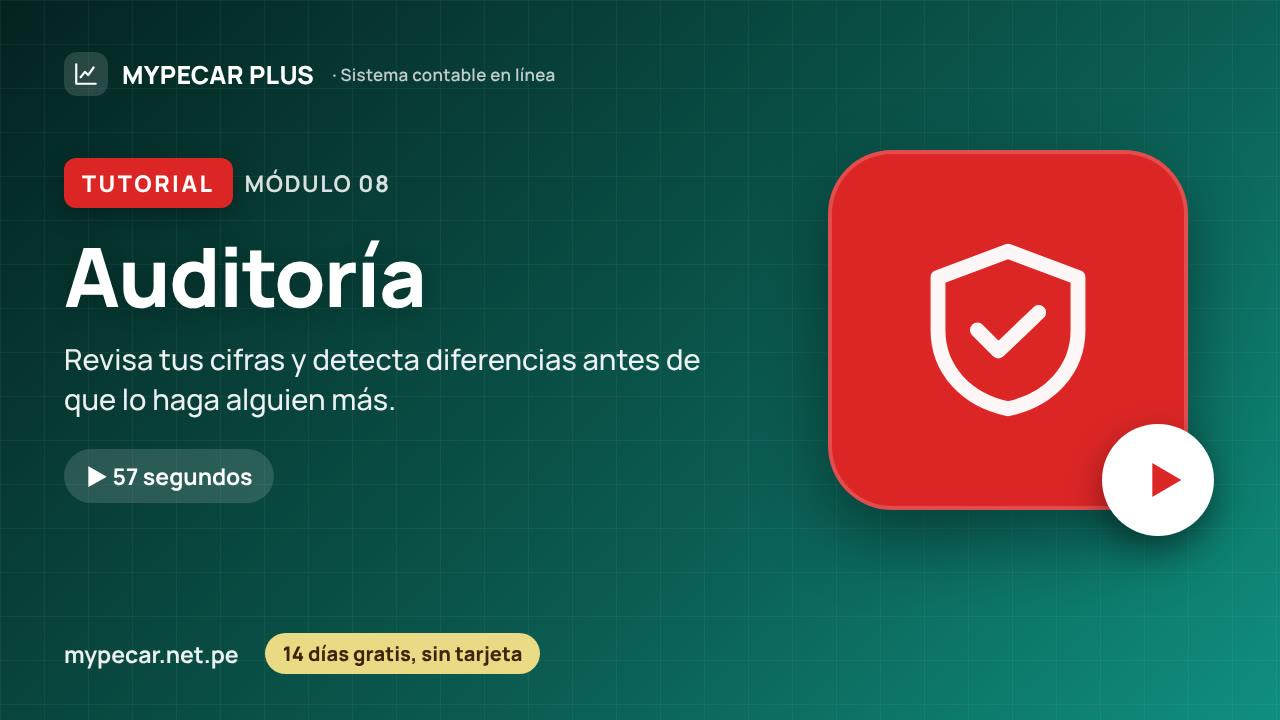 MYPECAR PLUS · Sistema contable en línea
TUTORIAL MÓDULO 08
Auditoría
Revisa tus cifras y detecta diferencias antes de
que lo haga alguien más.
57 segundos
mypecar.net.pe 14 días gratis, sin tarjeta